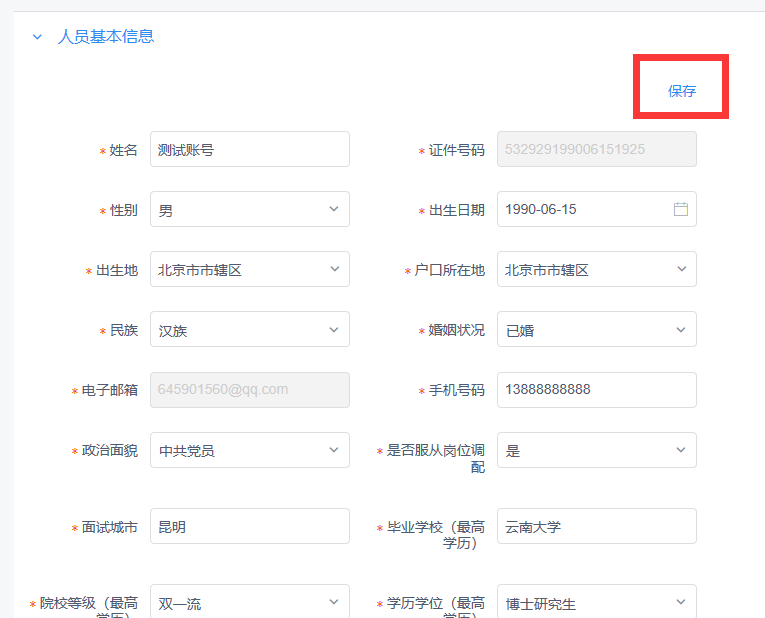 人员基本信息
保存
* 姓名 测试账号 * 证件号码 532929199006151925
* 性别 男 * 出生日期 1990-06-15
* 出生地 北京市市辖区 * 户口所在地 北京市市辖区
* 民族 汉族 * 婚姻状况 已婚
* 电子邮箱 645901560@qq.com * 手机号码 13888888888
* 政治面貌 中共党员 * 是否服从岗位调 是
配
* 面试城市 昆明 * 毕业学校（最高 云南大学
学历）
* 院校等级（最高 双一流 * 学历学位（最高 博士研究生
学历） 学历）